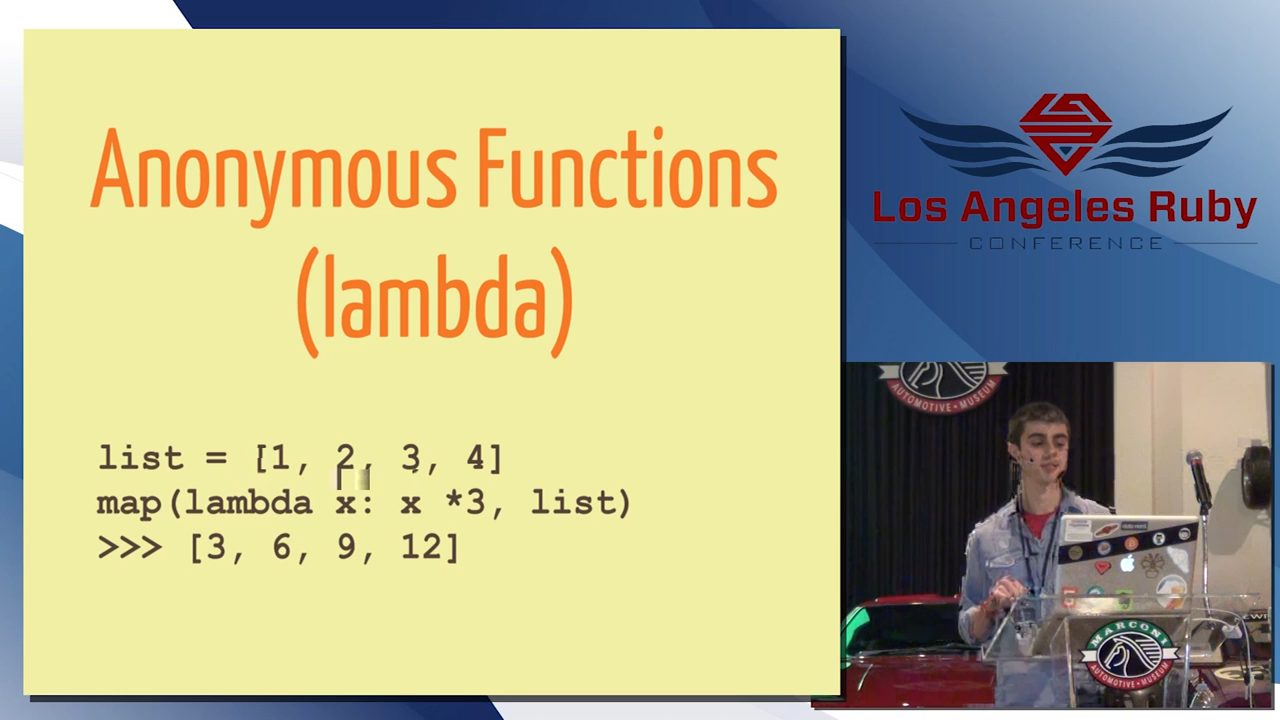 Anonymous Functions
(lambda)
list = [1, 2, 3, 4]
map(lambda x: x *3, list)
>>> [3, 6, 9, 12]
Los Angeles Ruby
CONFERENCE
AUTOMOTIVE • MUSEUM
MARCONI
AUTOMOTIVE • MUSEUM